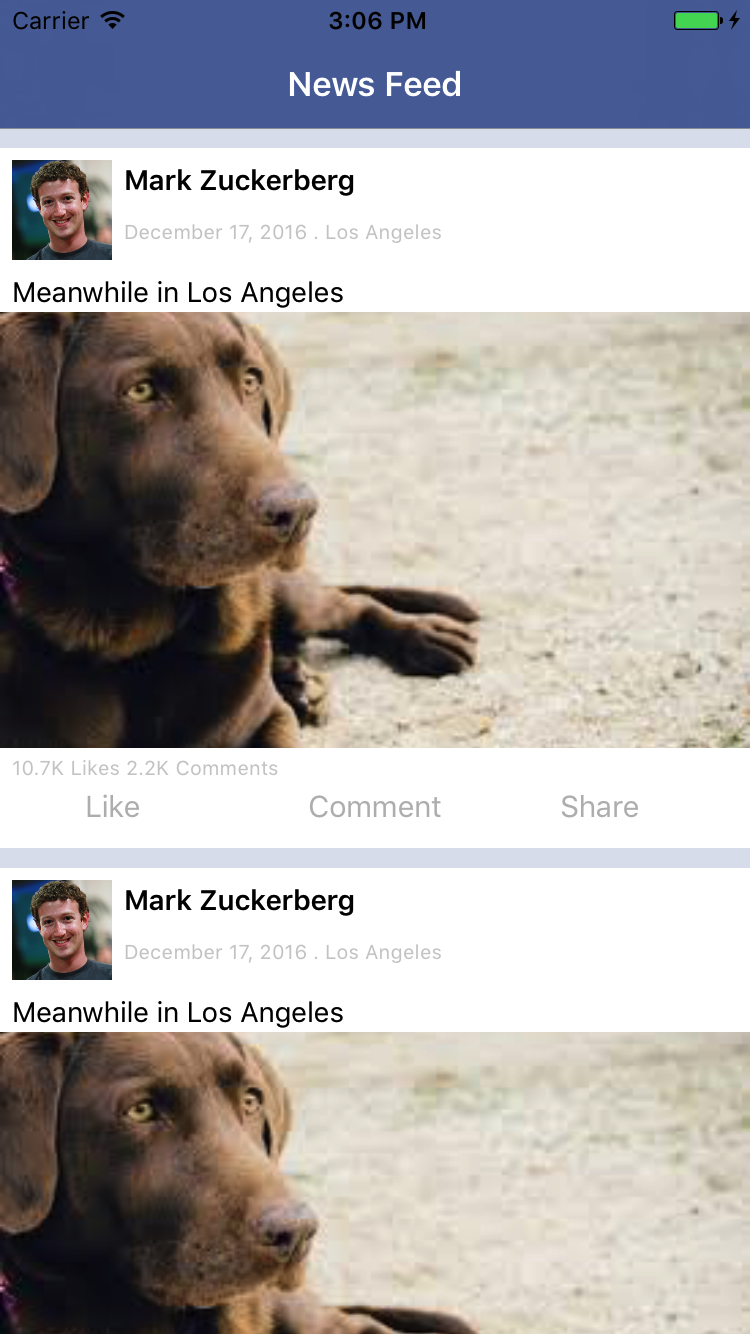 Carrier 3:06 PM
News Feed
Mark Zuckerberg
December 17, 2016 . Los Angeles
Meanwhile in Los Angeles
10.7K Likes 2.2K Comments
Like Comment Share
Mark Zuckerberg
December 17, 2016 . Los Angeles
Meanwhile in Los Angeles